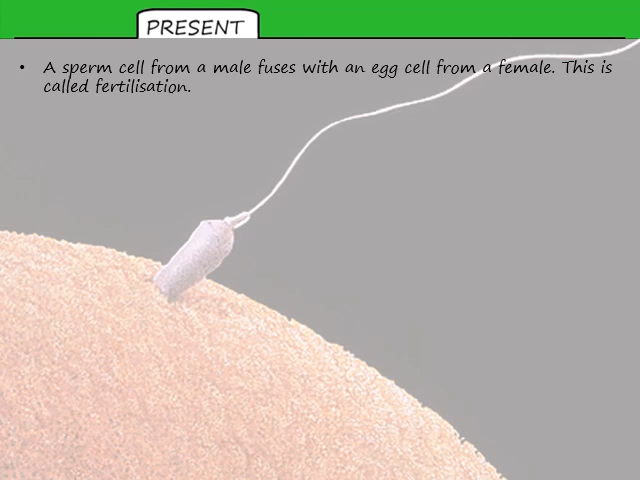 PRESENT
• A sperm cell from a male fuses with an egg cell from a female. This is
called fertilisation.